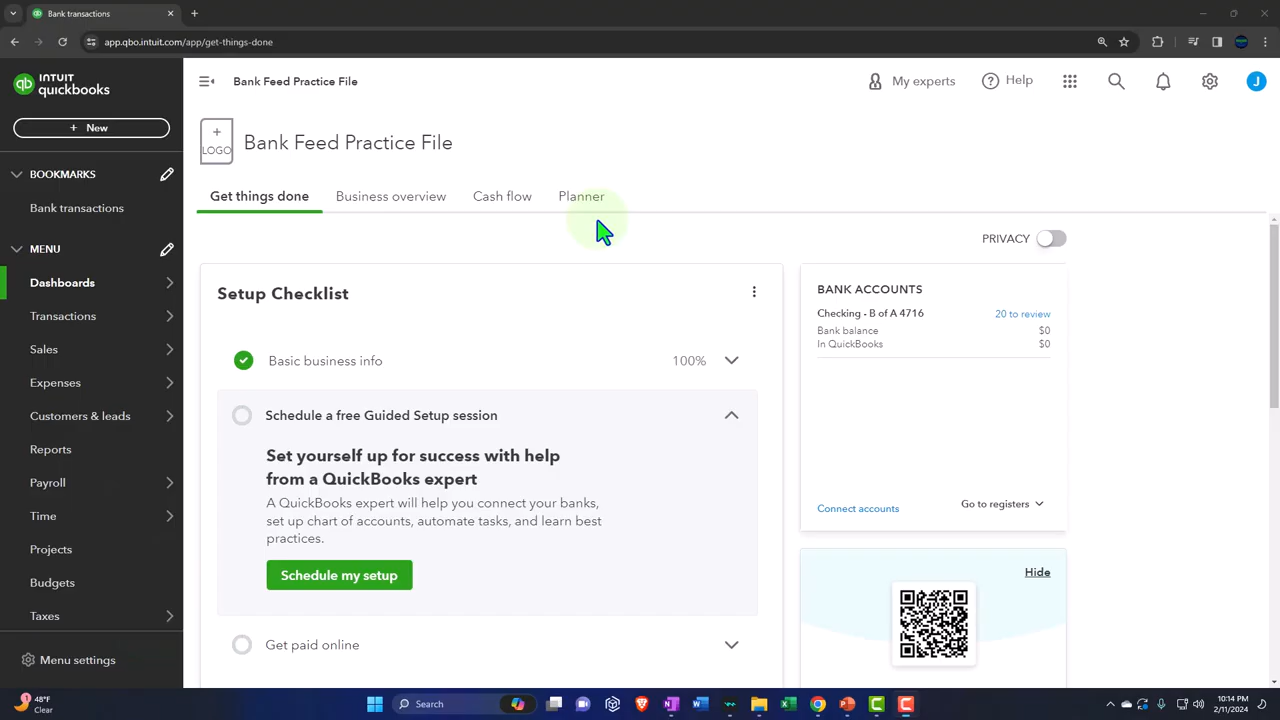 Bank transactions
app.qbo.intuit.com/app/get-things-done
INTUIT
quickbooks
Bank Feed Practice File
My experts
Help
J
+ New
+
LOGO
Bank Feed Practice File
BOOKMARKS
Bank transactions
Get things done
Business overview
Cash flow
Planner
MENU
Dashboards
Transactions
Sales
Expenses
Customers & leads
Reports
Payroll
Time
Projects
Budgets
Taxes
Menu settings
PRIVACY
Setup Checklist
Basic business info
100%
Schedule a free Guided Setup session
Set yourself up for success with help
from a QuickBooks expert
A QuickBooks expert will help you connect your banks,
set up chart of accounts, automate tasks, and learn best
practices.
Schedule my setup
Get paid online
BANK ACCOUNTS
Checking - B of A 4716
20 to review
Bank balance
$0
In QuickBooks
$0
Connect accounts
Go to registers
Hide
1
48°F
Clear
Search
10:14 PM
2/11/2024